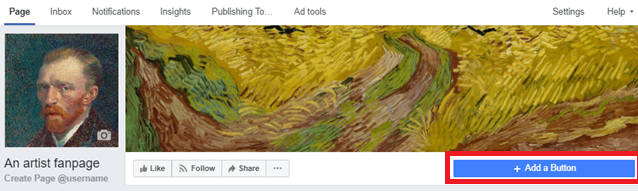 Page Inbox Notifications Insights Publishing To... Ad tools Settings Help
An artist fanpage
Create Page @username
Like Follow Share ... + Add a Button